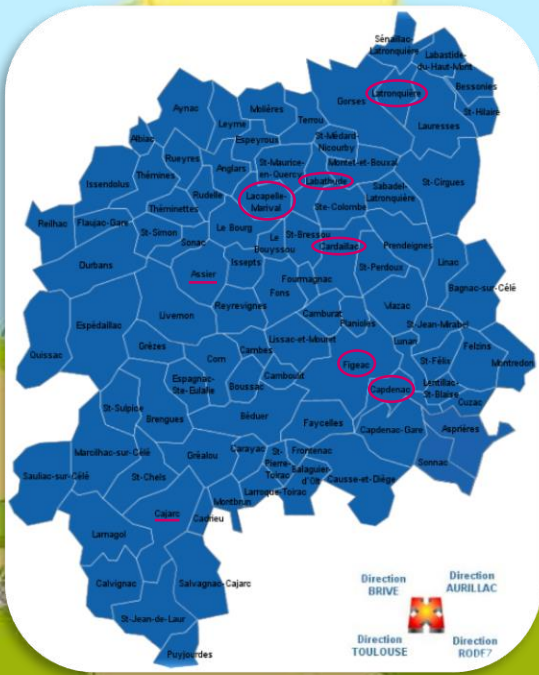 Sénaillac-
Latronquière
Labastide-
du-Haut-Mont
Latronquière
Bessonies
Gorses
St-Hilaire
Aynac
Molières
Leyme
Terrou
Lauresses
Albiac
Espeyroux
St-Médard-
Nicourby
Rueyres
Anglars
St-Maurice-
en-Quercy
Montet-et-Bouxal
Issendolus
Thémines
Labathude
St-Cirgues
Rudelle
Lacapelle-
Marival
Sabadel-
Latronquière
Théminettes
Ste-Colombe
Reilhac
Flaujac-Gare
St-Simon
Le Bourg
St-Bressou
Sonac
Le
Bouyssou
Cardaillac
Prendeignes
Durbans
Issepts
St-Perdoux
Linac
Assier
Fourmagnac
Bagnac-sur-Célé
Fons
Reyrevignes
Viazac
Livernon
Camburat
Planioles
Espédaillac
St-Jean-Mirabel
Lissac-et-Mouret
Lunan
Felzins
Grèzes
Cambes
Quissac
Corn
Figeac
St-Félix
Montredon
Espagnac-
Ste-Eulalie
Camboulit
Boussac
Capdenac
Lentillac-
St-Blaise
Cuzac
St-Sulpice
Brengues
Béduer
Faycelles
Asprières
Capdenac-Gare
Marcilhac-sur-Célé
Gréalou
Carayac
St-
Pierre-
Toirac
Frontenac
Sonnac
Balaguier-
d'Olt
Sauliac-sur-Célé
St-Chels
Causse-et-Diège
Larroque-Toirac
Montbrun
Cajarc
Cadrieu
Larnagol
Calvignac
Salvagnac-Cajarc
St-Jean-de-Laur
Puyjourdes
Direction
BRIVE
Direction
AURILLAC
Direction
TOULOUSE
Direction
RODEZ